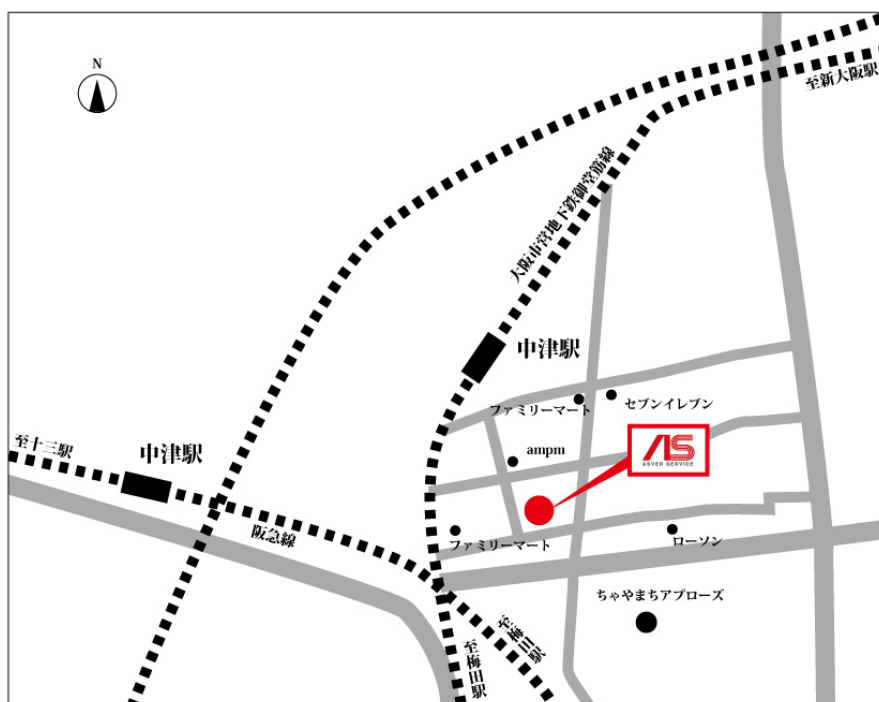 N
至新大阪駅
大阪市営地下鉄御堂筋線
中津駅
ファミリーマート
セブンイレブン
至十三駅
中津駅
ampm
AS
ASVER SERVICE
阪急線
ファミリーマート
ローソン
ちゃやまちアプローズ
至梅田駅
至梅田駅